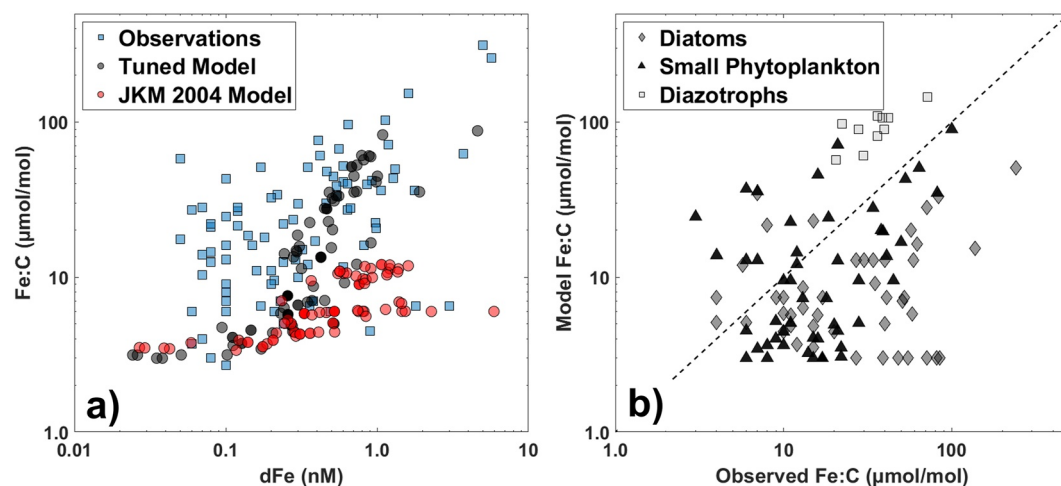 Observations
Tuned Model
JKM 2004 Model
Fe:C (µmol/mol)
100
10
1.0
0.01
0.1
1.0
10
dFe (nM)
a)
Diatoms
Small Phytoplankton
Diazotrophs
Model Fe:C (µmol/mol)
100
10
1.0
1.0
10
100
Observed Fe:C (µmol/mol)
b)